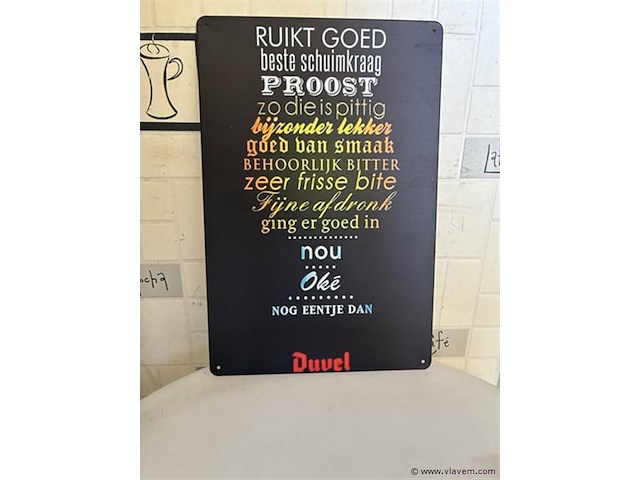 RUIKT GOED
beste schuimkraag
PROOST
zo die is pittig
bijzonder lekker
goed van smaak
BEHOORLIJK BITTER
zeer frisse bite
Fijne afdronk
ging er goed in
nou
Oké
NOG EENTJE DAN
Duvel
© www.vlavem.com